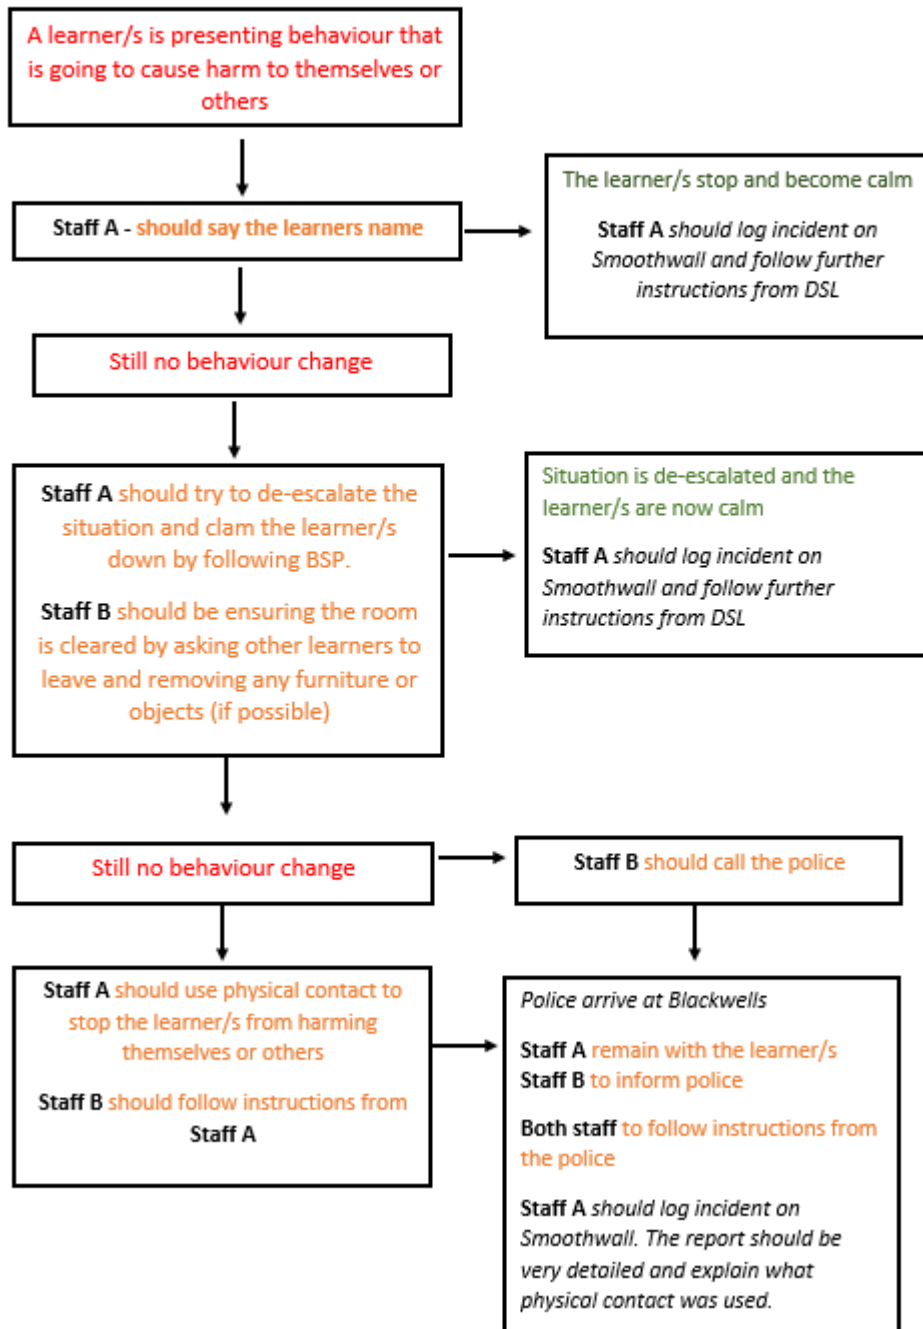 A learner/s is presenting behaviour that
is going to cause harm to themselves or
others
Staff A - should say the learners name
The learner/s stop and become calm
Staff A should log incident on
Smoothwall and follow further
instructions from DSL
Still no behaviour change
Staff A should try to de-escalate the
situation and clam the learner/s
down by following BSP.
Staff B should be ensuring the room
is cleared by asking other learners to
leave and removing any furniture or
objects (if possible)
Situation is de-escalated and the
learner/s are now calm
Staff A should log incident on
Smoothwall and follow further
instructions from DSL
Still no behaviour change
Staff B should call the police
Staff A should use physical contact to
stop the learner/s from harming
themselves or others
Staff B should follow instructions from
Staff A
Police arrive at Blackwells
Staff A remain with the learner/s
Staff B to inform police
Both staff to follow instructions from
the police
Staff A should log incident on
Smoothwall. The report should be
very detailed and explain what
physical contact was used.